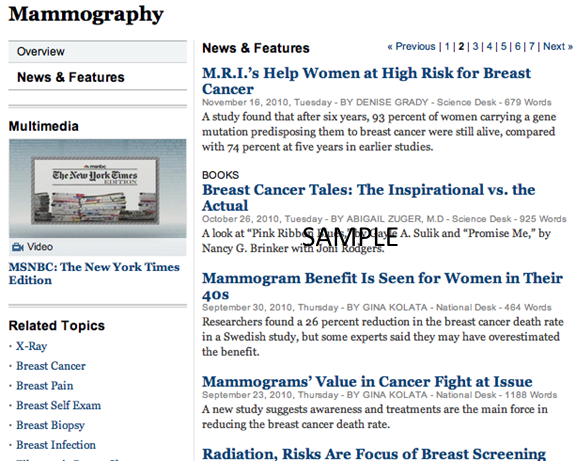 Mammography
Overview
News & Features
Multimedia
msnbc
The New York Times
EDITION
Video
MSNBC: The New York Times
Edition
Related Topics
· X-Ray
· Breast Cancer
· Breast Pain
· Breast Self Exam
· Breast Biopsy
· Breast Infection
News & Features
« Previous | 1 | 2 | 3 | 4 | 5 | 6 | 7 | Next »
M.R.I.'s Help Women at High Risk for Breast
Cancer
November 16, 2010, Tuesday - BY DENISE GRADY - Science Desk - 679 Words
A study found that after six years, 93 percent of women carrying a gene
mutation predisposing them to breast cancer were still alive, compared
with 74 percent at five years in earlier studies.
BOOKS
Breast Cancer Tales: The Inspirational vs. the
Actual
October 26, 2010, Tuesday - BY ABIGAIL ZUGER, M.D - Science Desk - 925 Words
A look at “Pink Ribbon Blues,” by Gayle A. Sulik and “Promise Me,” by
Nancy G. Brinker with Joni Rodgers.
SAMPLE
Mammogram Benefit Is Seen for Women in Their
40s
September 30, 2010, Thursday - BY GINA KOLATA - National Desk - 464 Words
Researchers found a 26 percent reduction in the breast cancer death rate
in a Swedish study, but some experts said they may have overestimated
the benefit.
Mammograms’ Value in Cancer Fight at Issue
September 23, 2010, Thursday - BY GINA KOLATA - National Desk - 1188 Words
A new study suggests awareness and treatments are the main force in
reducing the breast cancer death rate.
Radiation, Risks Are Focus of Breast Screening